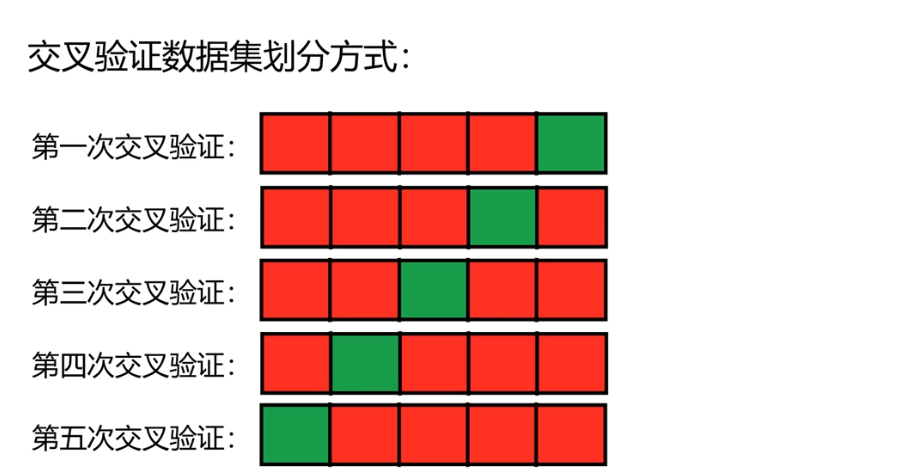 交叉验证数据集划分方式：
第一次交叉验证：
第二次交叉验证：
第三次交叉验证：
第四次交叉验证：
第五次交叉验证：